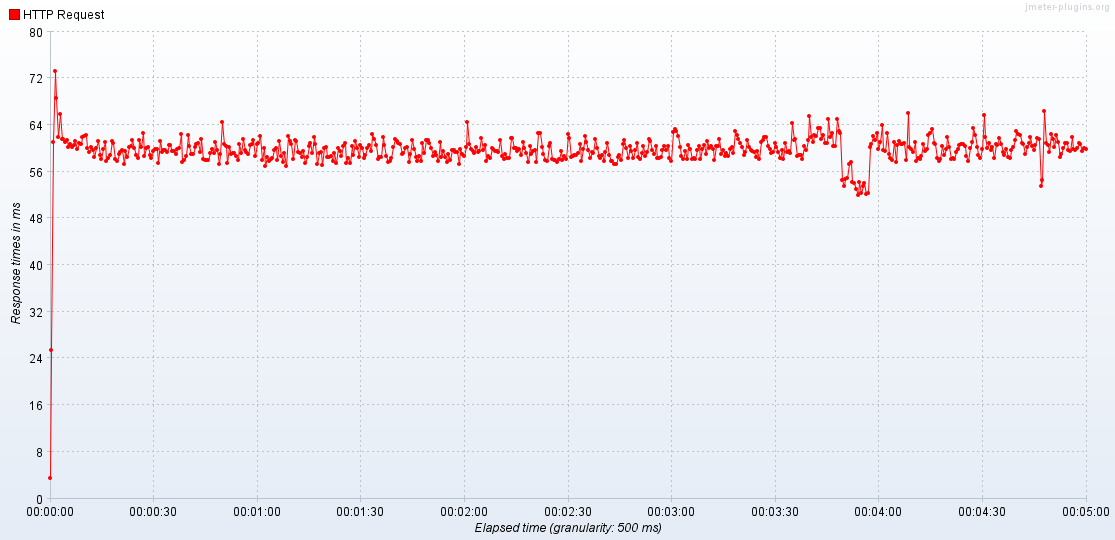 jmeter-plugins.org
HTTP Request
80
72
64
56
48
40
32
24
16
8
0
Response times in ms
00:00:00 00:00:30 00:01:00 00:01:30 00:02:00 00:02:30 00:03:00 00:03:30 00:04:00 00:04:30 00:05:00
Elapsed time (granularity: 500 ms)